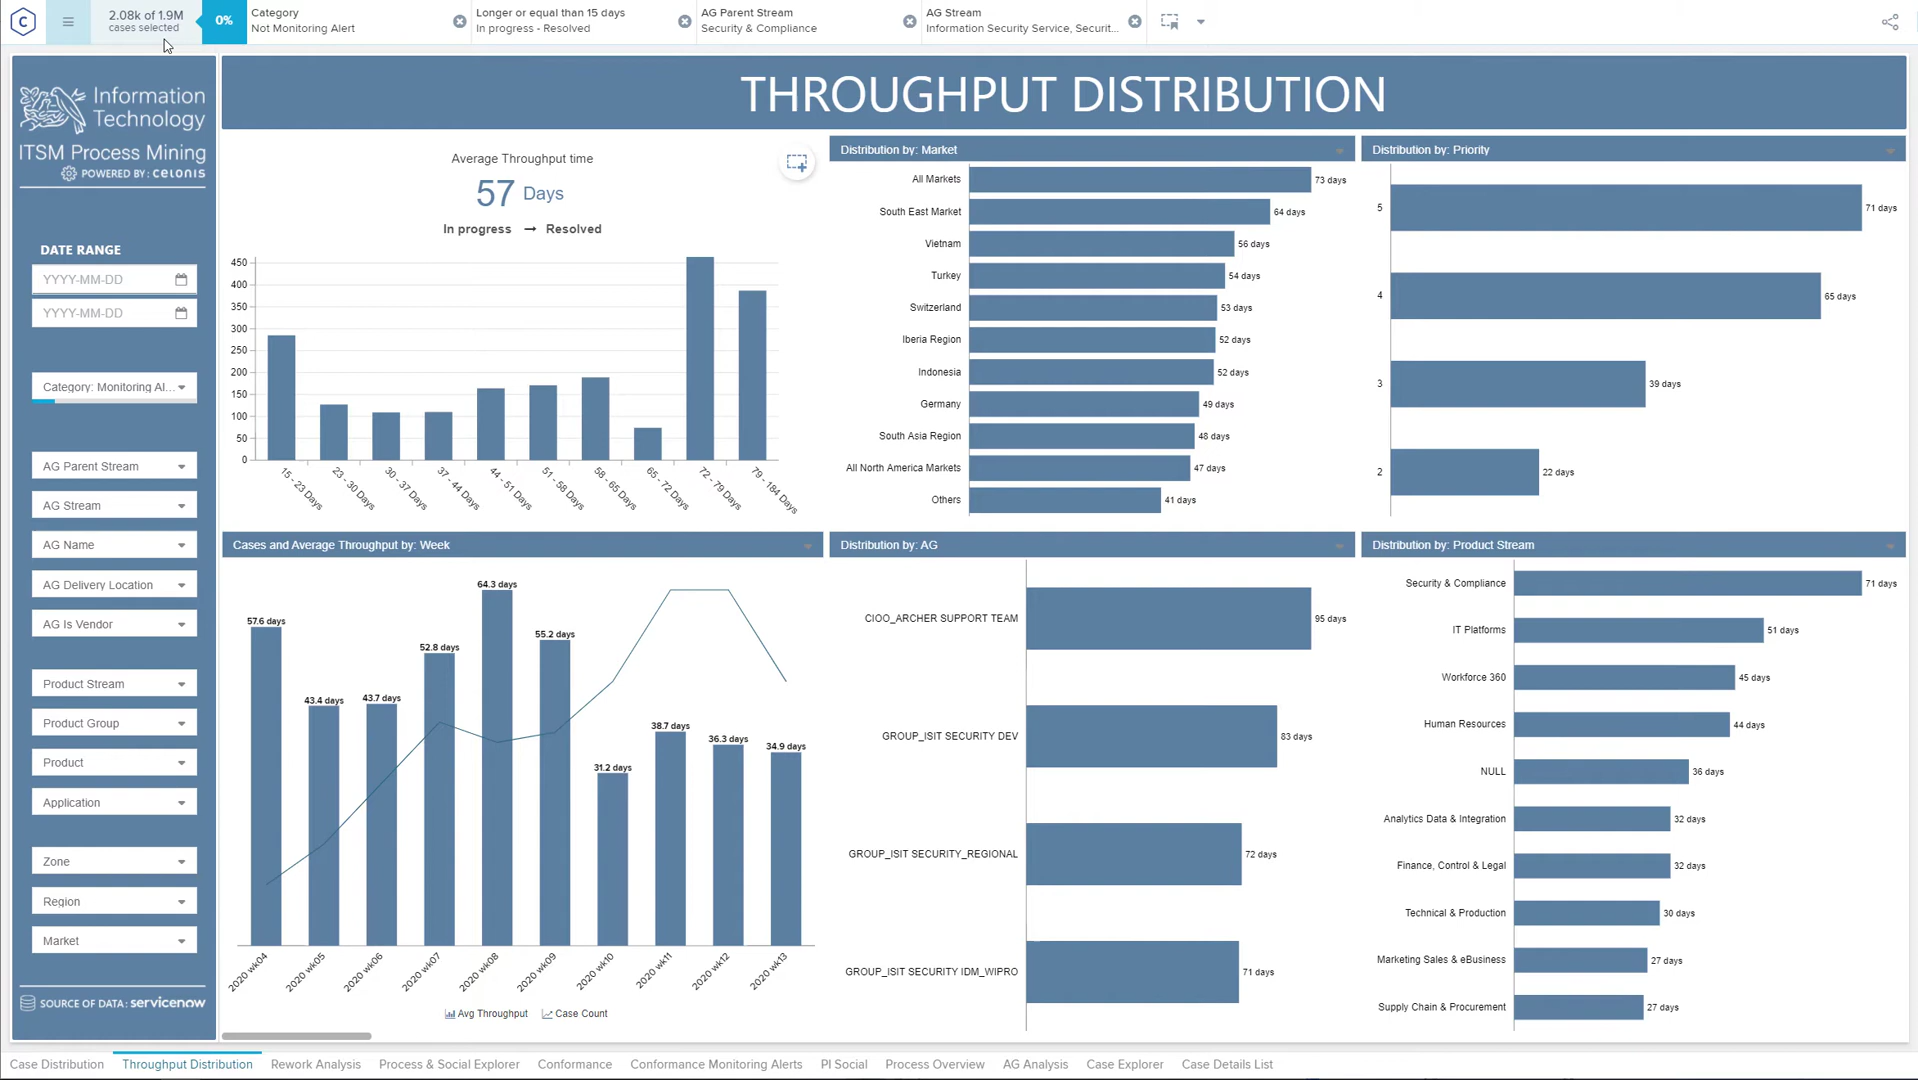 2.08k of 1.9M
cases selected
0%
Category
Not Monitoring Alert
Longer or equal than 15 days
In progress - Resolved
AG Parent Stream
Security & Compliance
AG Stream
Information Security Service, Securit...
Information
Technology
ITSM Process Mining
POWERED BY: celonis
DATE RANGE
YYYY-MM-DD
YYYY-MM-DD
Category: Monitoring Al...
AG Parent Stream
AG Stream
AG Name
AG Delivery Location
AG Is Vendor
Product Stream
Product Group
Product
Application
Zone
Region
Market
SOURCE OF DATA: servicenow
THROUGHPUT DISTRIBUTION
Average Throughput time
57 Days
In progress → Resolved
450
400
350
300
250
200
150
100
50
0
15 - 23 Days
23 - 30 Days
30 - 37 Days
37 - 44 Days
44 - 51 Days
51 - 58 Days
58 - 65 Days
65 - 72 Days
72 - 79 Days
79 - 184 Days
Distribution by: Market
All Markets 73 days
South East Market 64 days
Vietnam 56 days
Turkey 54 days
Switzerland 53 days
Iberia Region 52 days
Indonesia 52 days
Germany 49 days
South Asia Region 48 days
All North America Markets 47 days
Others 41 days
Distribution by: Priority
5 71 days
4 65 days
3 39 days
2 22 days
Cases and Average Throughput by: Week
57.6 days
43.4 days
43.7 days
52.8 days
64.3 days
55.2 days
31.2 days
38.7 days
36.3 days
34.9 days
2020 wk04
2020 wk05
2020 wk06
2020 wk07
2020 wk08
2020 wk09
2020 wk10
2020 wk11
2020 wk12
2020 wk13
Avg Throughput
Case Count
Distribution by: AG
CIOO_ARCHER SUPPORT TEAM 95 days
GROUP_ISIT SECURITY DEV 83 days
GROUP_ISIT SECURITY_REGIONAL 72 days
GROUP_ISIT SECURITY IDM_WIPRO 71 days
Distribution by: Product Stream
Security & Compliance 71 days
IT Platforms 51 days
Workforce 360 45 days
Human Resources 44 days
NULL 36 days
Analytics Data & Integration 32 days
Finance, Control & Legal 32 days
Technical & Production 30 days
Marketing Sales & eBusiness 27 days
Supply Chain & Procurement 27 days
Case Distribution
Throughput Distribution
Rework Analysis
Process & Social Explorer
Conformance
Conformance Monitoring Alerts
PI Social
Process Overview
AG Analysis
Case Explorer
Case Details List